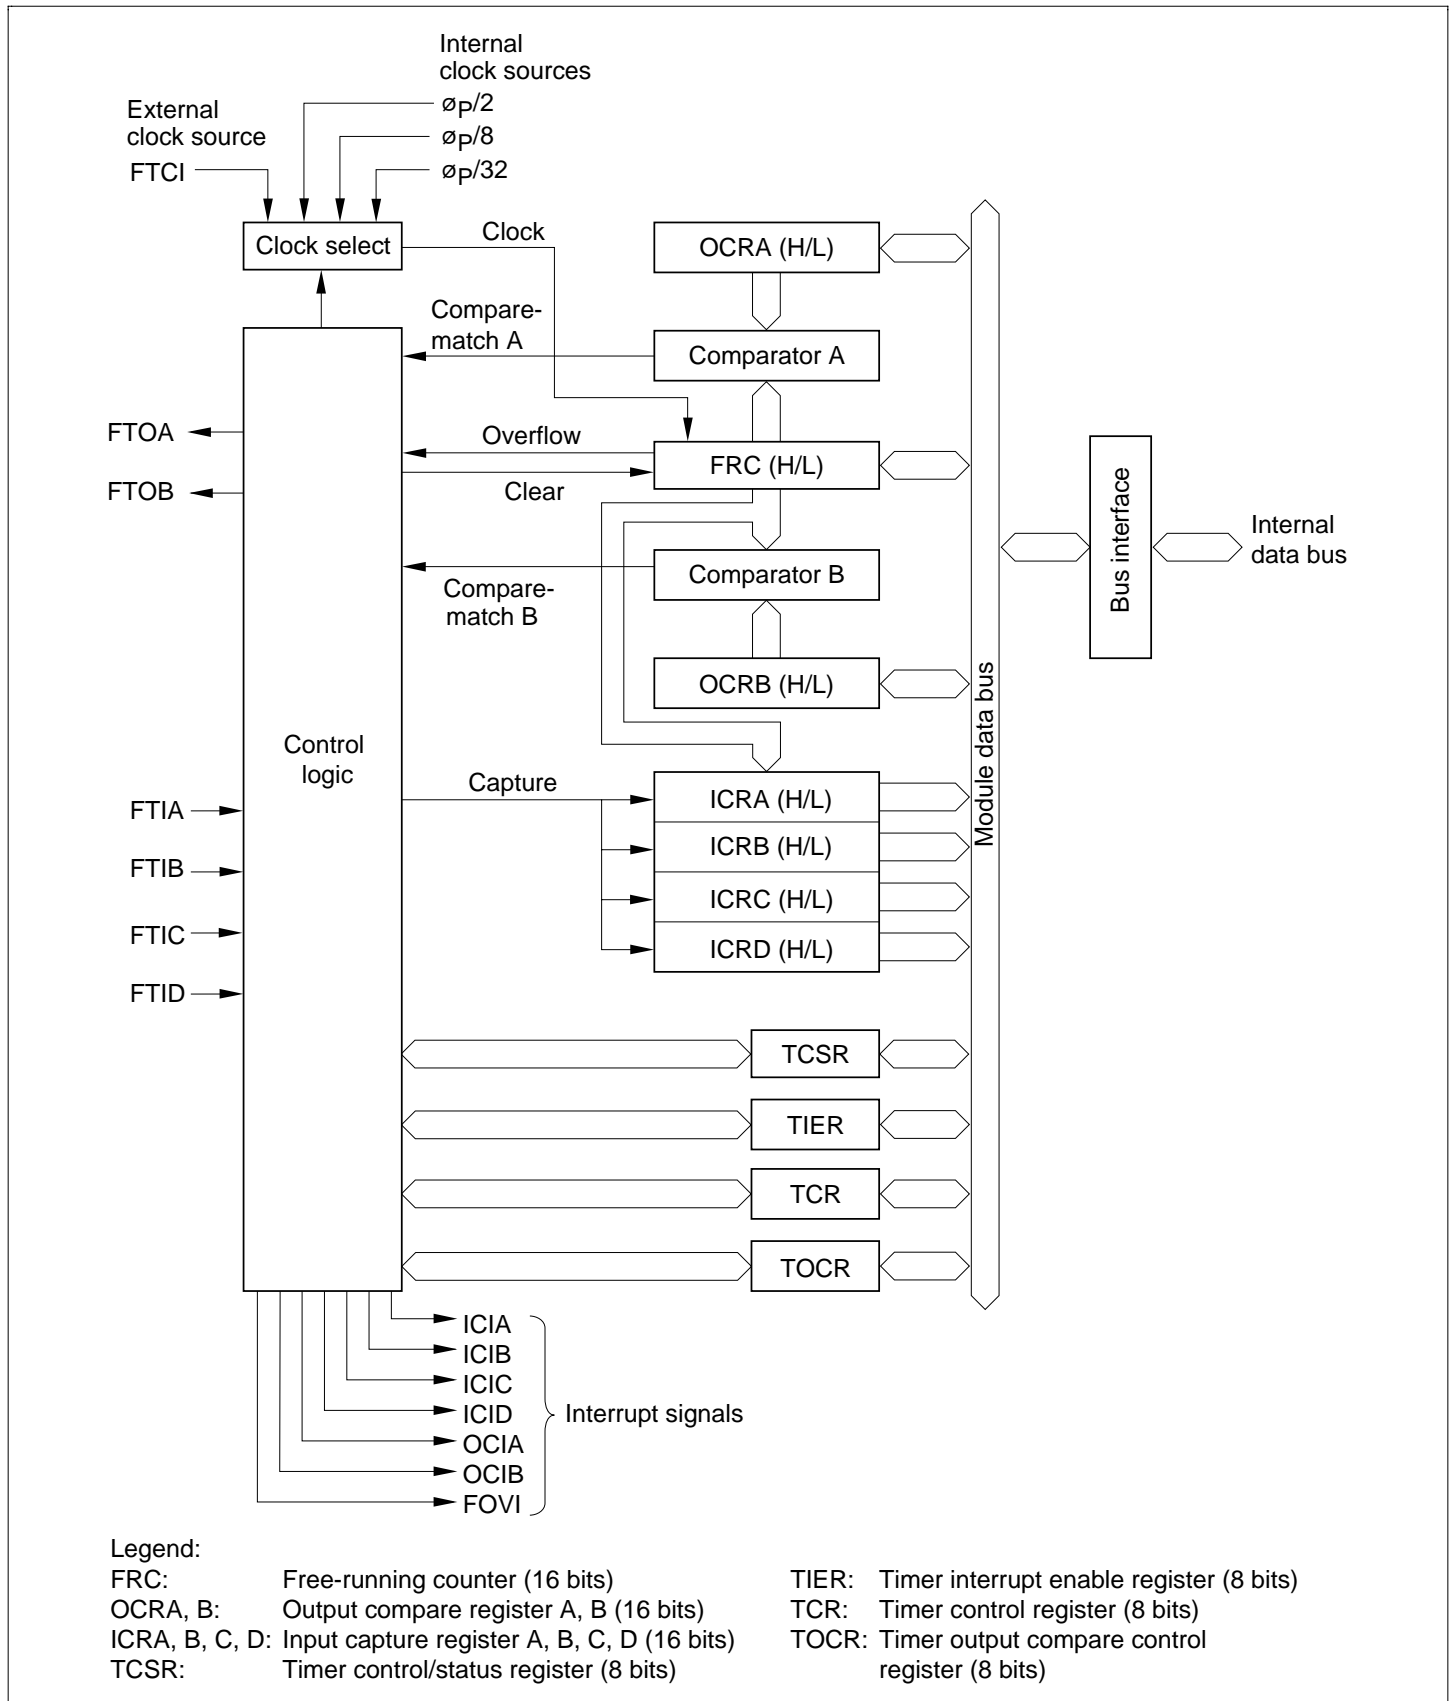 Internal
clock sources
øP/2
External
clock source
øP/8
FTCI
øP/32
Clock select
Clock
OCRA (H/L)
Compare-
match A
Comparator A
FTOA
Overflow
FRC (H/L)
FTOB
Clear
Internal
data bus
Bus interface
Comparator B
Compare-
match B
OCRB (H/L)
Module data bus
Control
logic
Capture
ICRA (H/L)
FTIA
ICRB (H/L)
FTIB
ICRC (H/L)
FTIC
ICRD (H/L)
FTID
TCSR
TIER
TCR
TOCR
ICIA
ICIB
ICIC
ICID
Interrupt signals
OCIA
OCIB
FOVI
Legend:
FRC: Free-running counter (16 bits)
OCRA, B: Output compare register A, B (16 bits)
ICRA, B, C, D: Input capture register A, B, C, D (16 bits)
TCSR: Timer control/status register (8 bits)
TIER: Timer interrupt enable register (8 bits)
TCR: Timer control register (8 bits)
TOCR: Timer output compare control
register (8 bits)